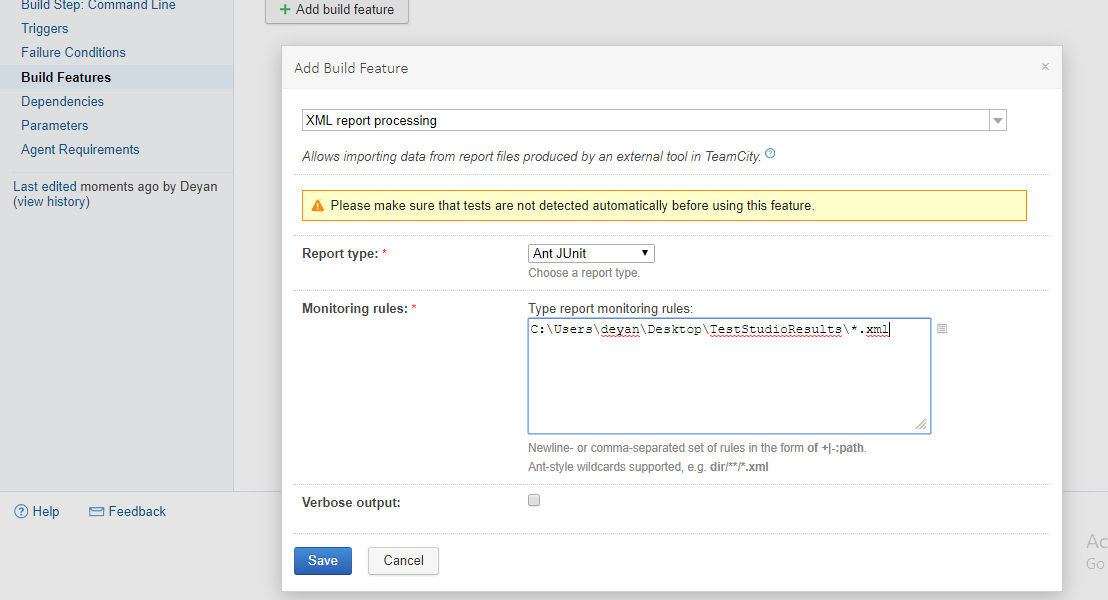 Build Step: Command Line
Triggers
Failure Conditions
Build Features
Dependencies
Parameters
Agent Requirements
Last edited moments ago by Deyan
(view history)
Help
Feedback
+ Add build feature
Add Build Feature
×
XML report processing
Allows importing data from report files produced by an external tool in TeamCity. ?
Please make sure that tests are not detected automatically before using this feature.
Report type: *
Ant JUnit
Choose a report type.
Monitoring rules: *
Type report monitoring rules:
C:\Users\deyan\Desktop\TestStudioResults\*.xml
Newline- or comma-separated set of rules in the form of +|-:path.
Ant-style wildcards supported, e.g. dir/**/*.xml
Verbose output:
Save
Cancel
Ac
Go